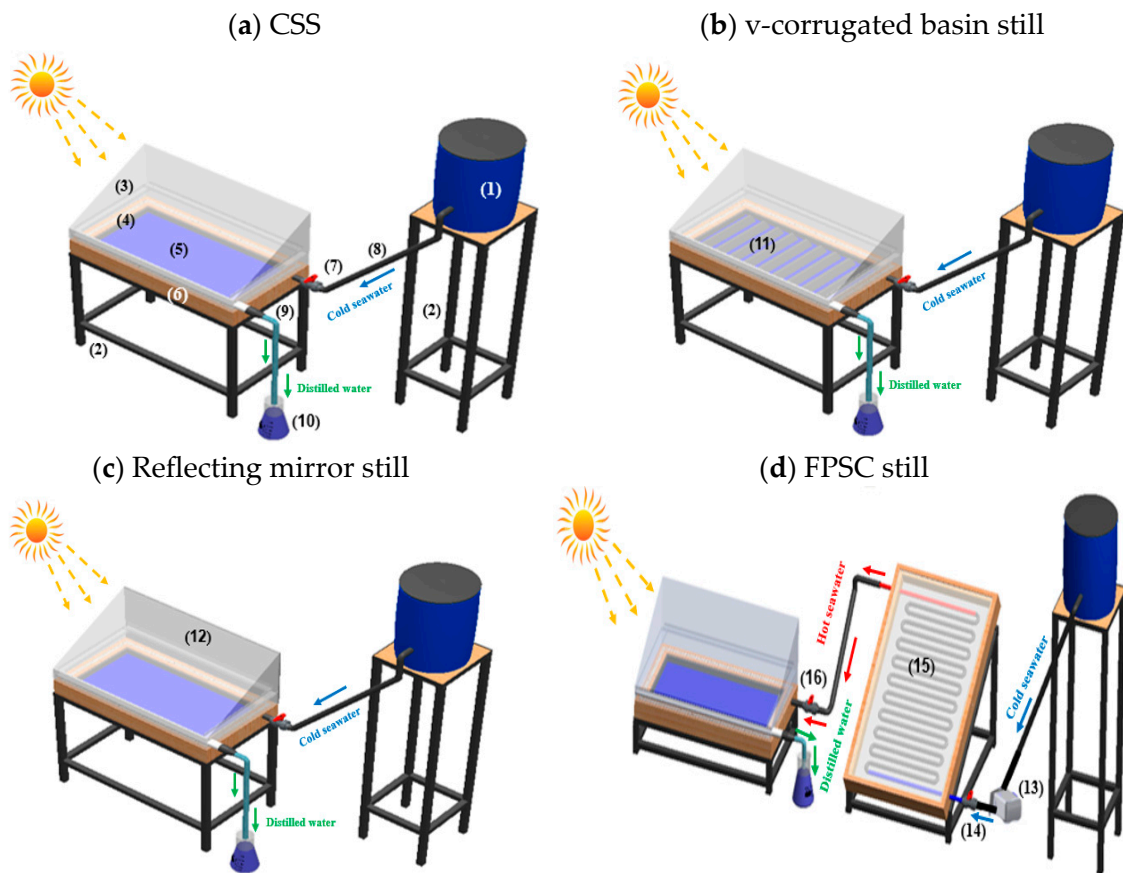 (a) CSS
(b) v-corrugated basin still
(1)
(3)
(4)
(5)
(8)
(7)
(6)
Cold seawater
(9)
(2)
(2)
Distilled water
(10)
(11)
Cold seawater
Distilled water
(c) Reflecting mirror still
(d) FPSC still
(12)
Cold seawater
Distilled water
Hot seawater
(15)
(16)
Cold seawater
Distilled water
(13)
(14)